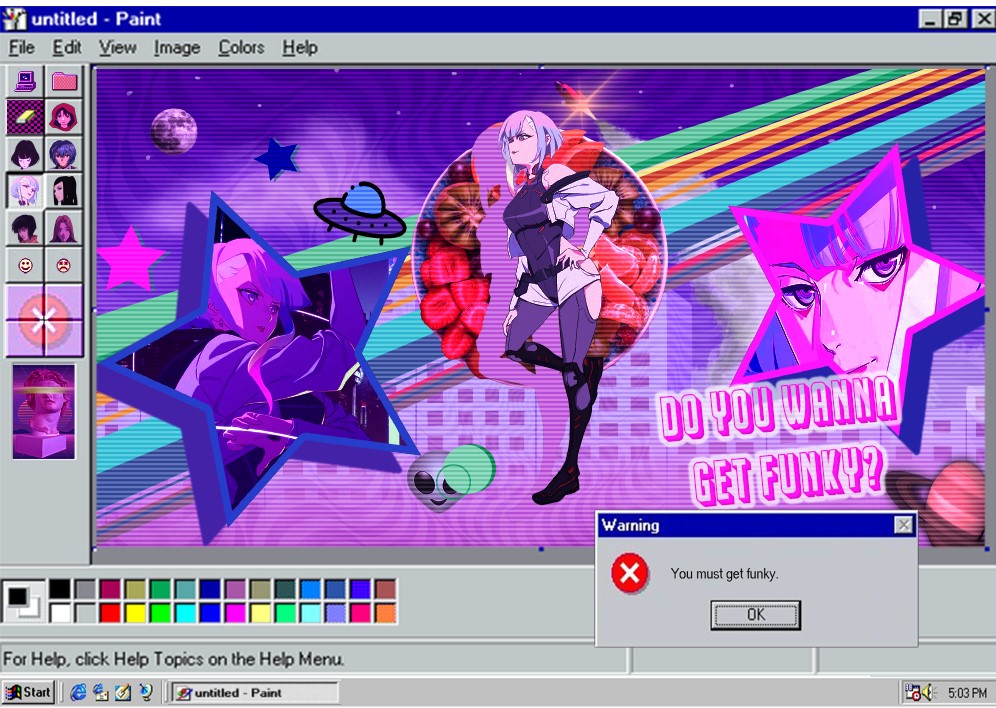 untitled - Paint
File Edit View Image Colors Help
DO YOU WANNA
GET FUNKY?
Warning
You must get funky.
OK
For Help, click Help Topics on the Help Menu.
Start
untitled - Paint
5:03 PM